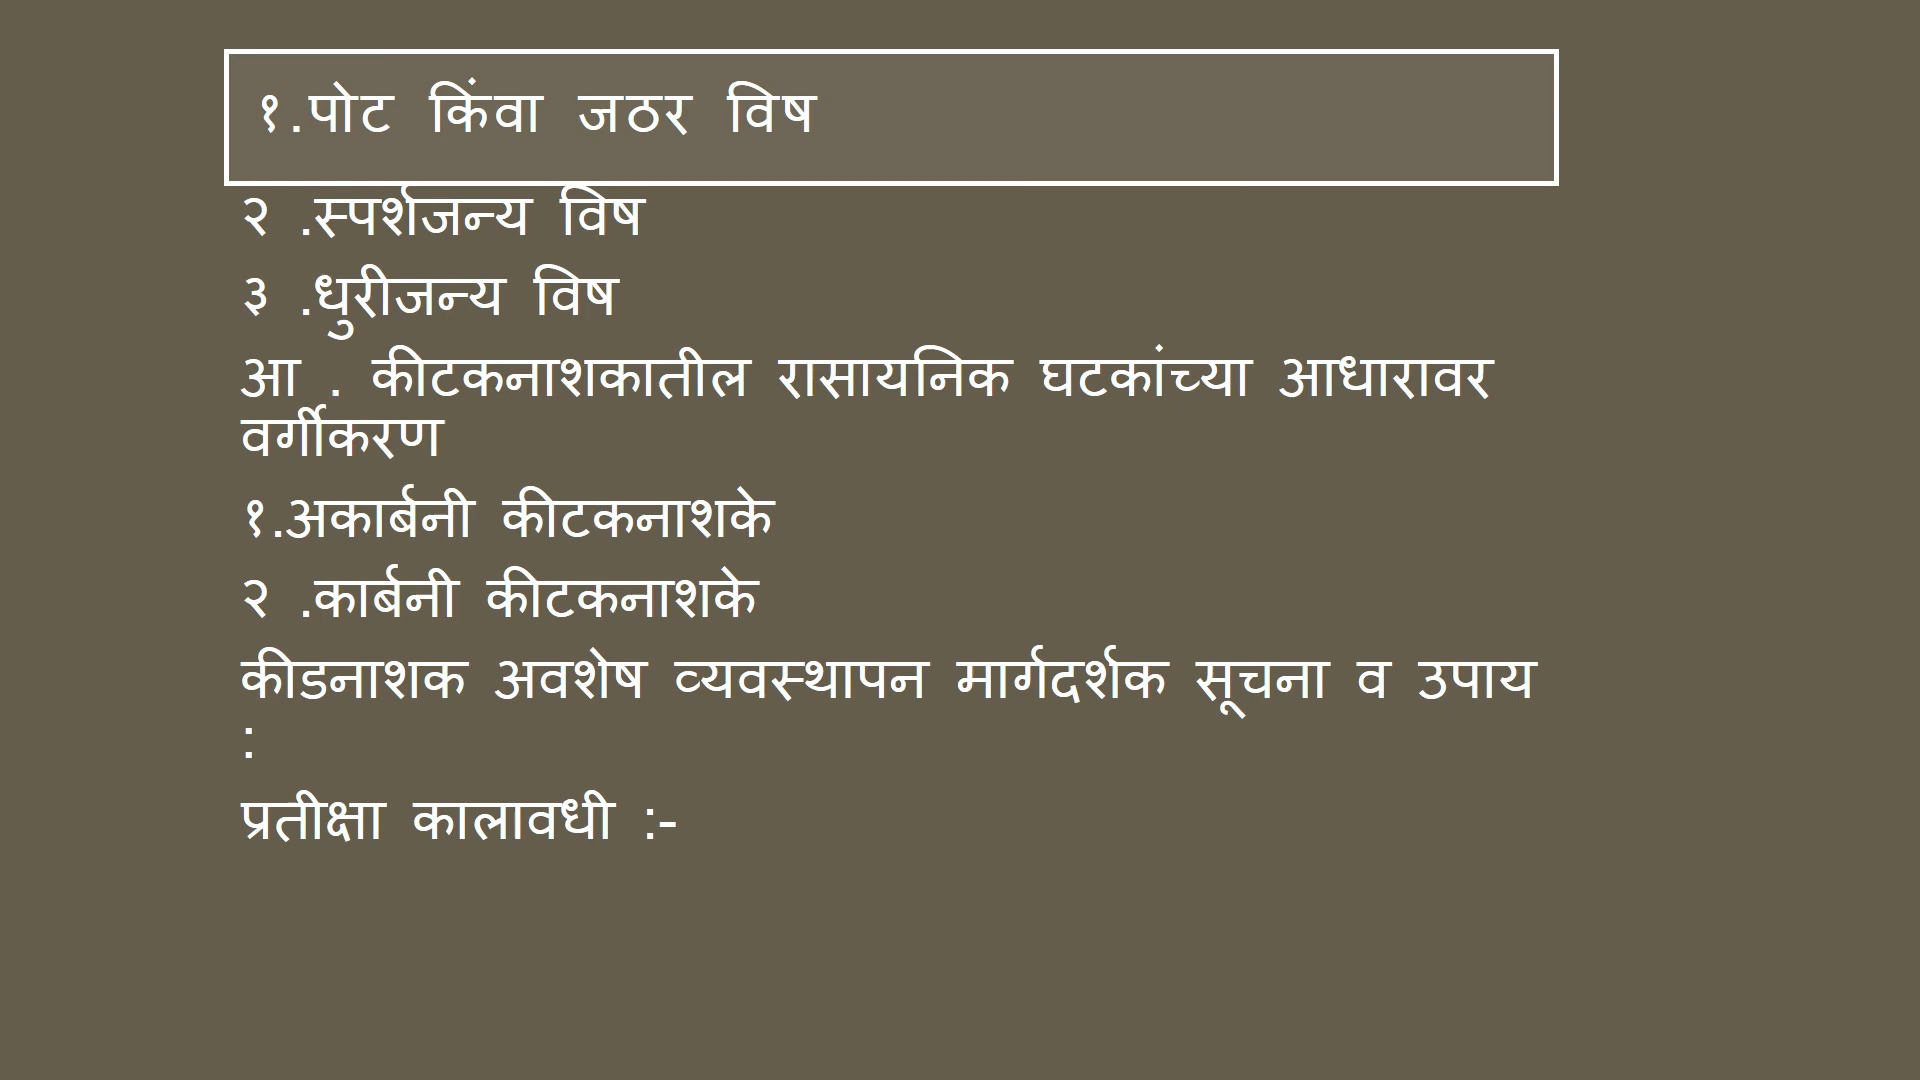 १.पोट किंवा जठर विष
२ .स्पर्शजन्य विष
३ .धुरीजन्य विष
आ . कीटकनाशकातील रासायनिक घटकांच्या आधारावर
वर्गीकरण
१.अकार्बनी कीटकनाशके
२ .कार्बनी कीटकनाशके
कीडनाशक अवशेष व्यवस्थापन मार्गदर्शक सूचना व उपाय
:
प्रतीक्षा कालावधी :-